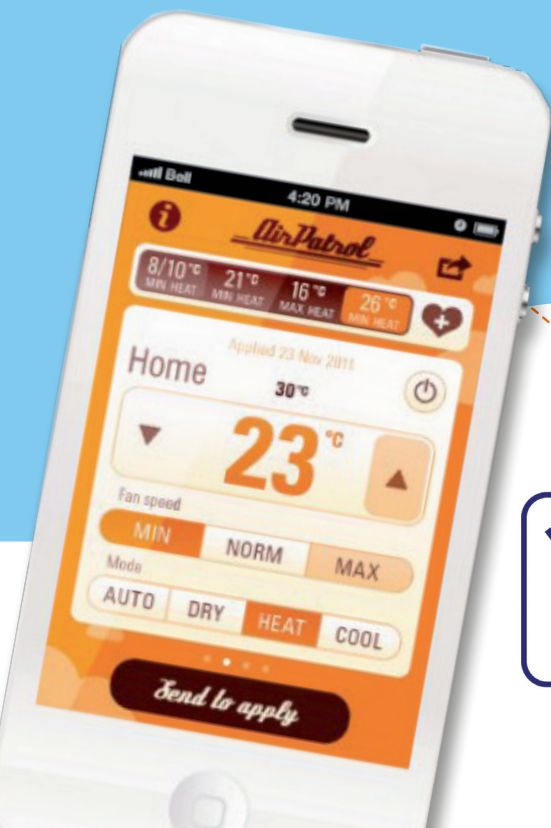 Bell
4:20 PM
i
AirPatrol
8/10°C 21°C 16°C 26°C
MIN HEAT MIN HEAT MAX HEAT MIN HEAT
Applied 23 Nov 2011
Home
30°C
23°C
Fan speed
MIN NORM MAX
Mode
AUTO DRY HEAT COOL
Send to apply